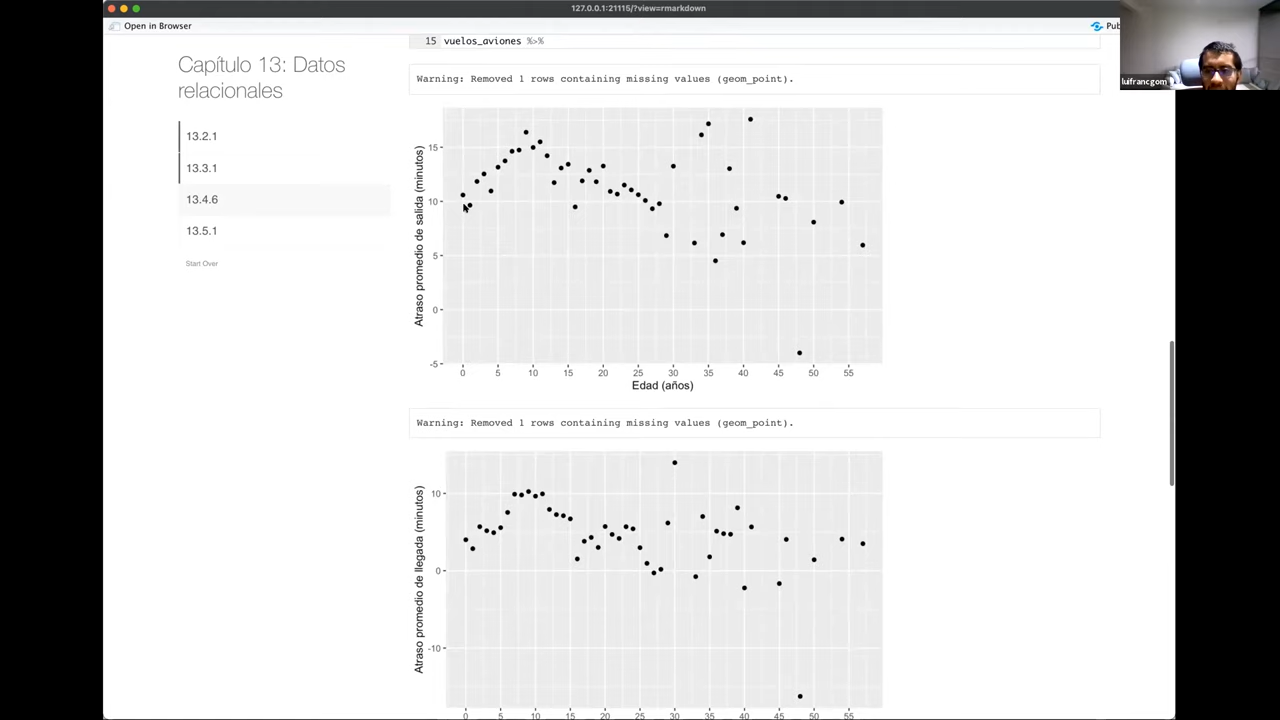 127.0.0.1:21115/?view=rmarkdown
Open in Browser
Pub
luifrancgom
15 vuelos_aviones %>%
Capítulo 13: Datos
relacionales
13.2.1
13.3.1
13.4.6
13.5.1
Start Over
Warning: Removed 1 rows containing missing values (geom_point).
Atraso promedio de salida (minutos)
15
10
5
0
-5
0 5 10 15 20 25 30 35 40 45 50 55
Edad (años)
Warning: Removed 1 rows containing missing values (geom_point).
Atraso promedio de llegada (minutos)
10
0
-10
0 5 10 15 20 25 30 35 40 45 50 55